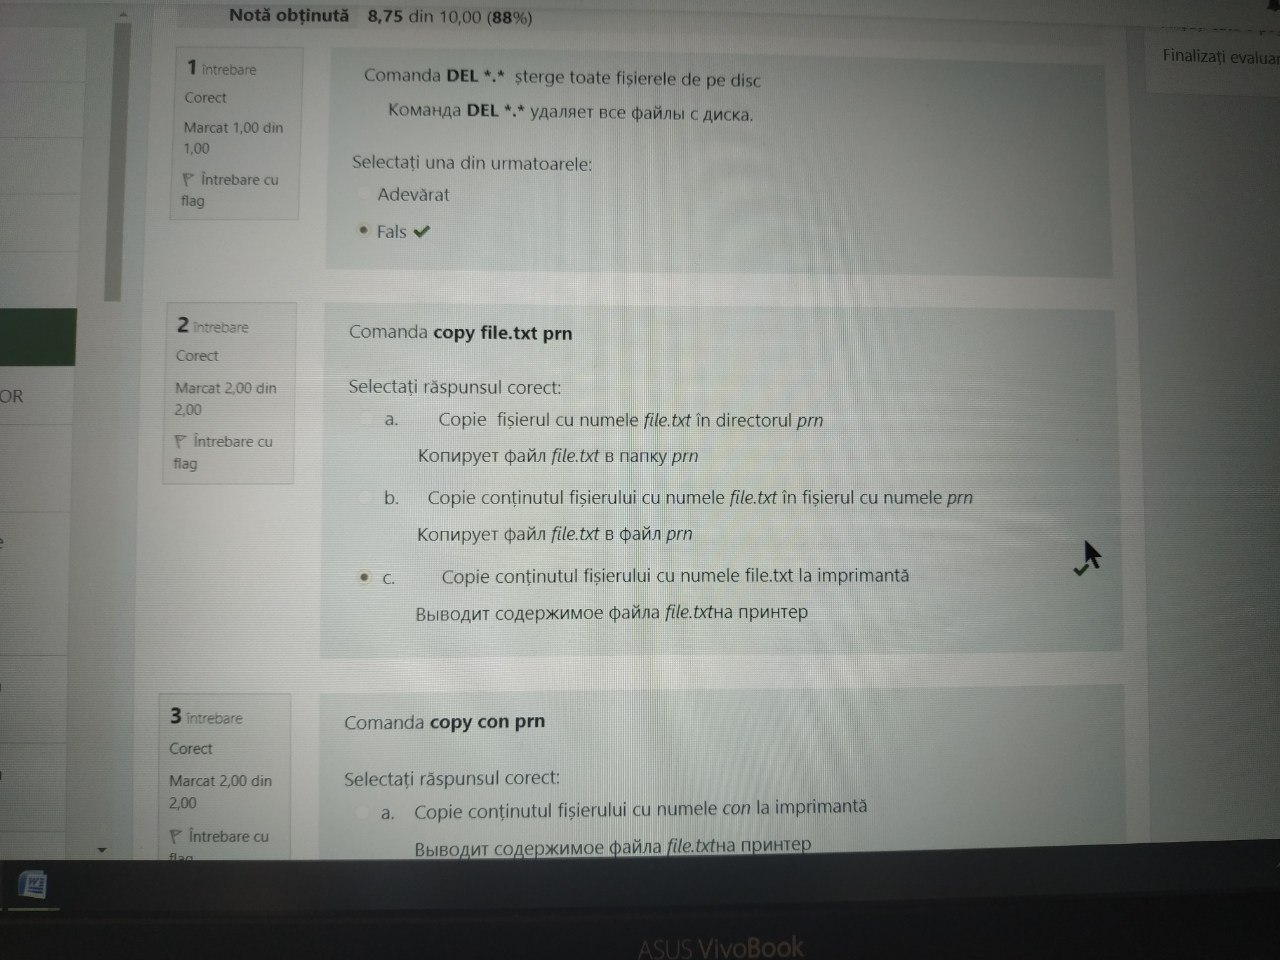 Notă obținută 8,75 din 10,00 (88%)
Finalizați evaluar
1 întrebare
Corect
Marcat 1,00 din
1,00
Întrebare cu
flag
Comanda DEL *.* șterge toate fișierele de pe disc
Команда DEL *.* удаляет все файлы с диска.
Selectați una din urmatoarele:
Adevărat
Fals
2 întrebare
Corect
Marcat 2,00 din
2,00
Întrebare cu
flag
Comanda copy file.txt prn
Selectați răspunsul corect:
a. Copie fișierul cu numele file.txt în directorul prn
Копирует файл file.txt в папку prn
b. Copie conținutul fișierului cu numele file.txt în fișierul cu numele prn
Копирует файл file.txt в файл prn
c. Copie conținutul fișierului cu numele file.txt la imprimantă
Выводит содержимое файла file.txtна принтер
OR
3 întrebare
Corect
Marcat 2,00 din
2,00
Întrebare cu
flag
Comanda copy con prn
Selectați răspunsul corect:
a. Copie conținutul fișierului cu numele con la imprimantă
Выводит содержимое файла file.txtна принтер
ASUS VivoBook